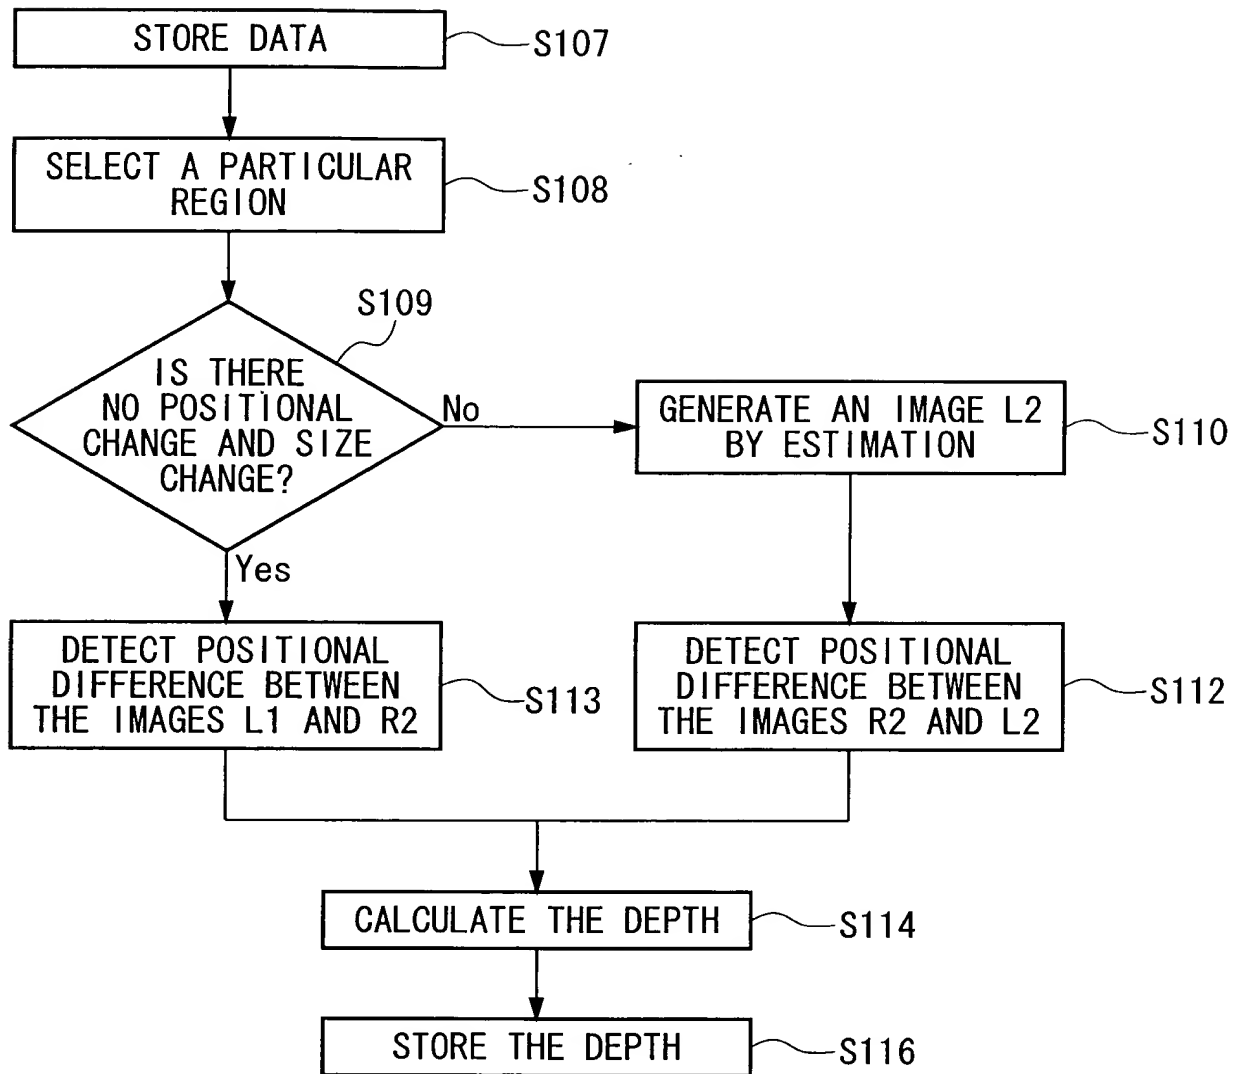 STORE DATA
S107
SELECT A PARTICULAR
REGION
S108
S109
IS THERE
NO POSITIONAL
CHANGE AND SIZE
CHANGE?
No
GENERATE AN IMAGE L2
BY ESTIMATION
S110
Yes
DETECT POSITIONAL
DIFFERENCE BETWEEN
THE IMAGES L1 AND R2
S113
DETECT POSITIONAL
DIFFERENCE BETWEEN
THE IMAGES R2 AND L2
S112
CALCULATE THE DEPTH
S114
STORE THE DEPTH
S116